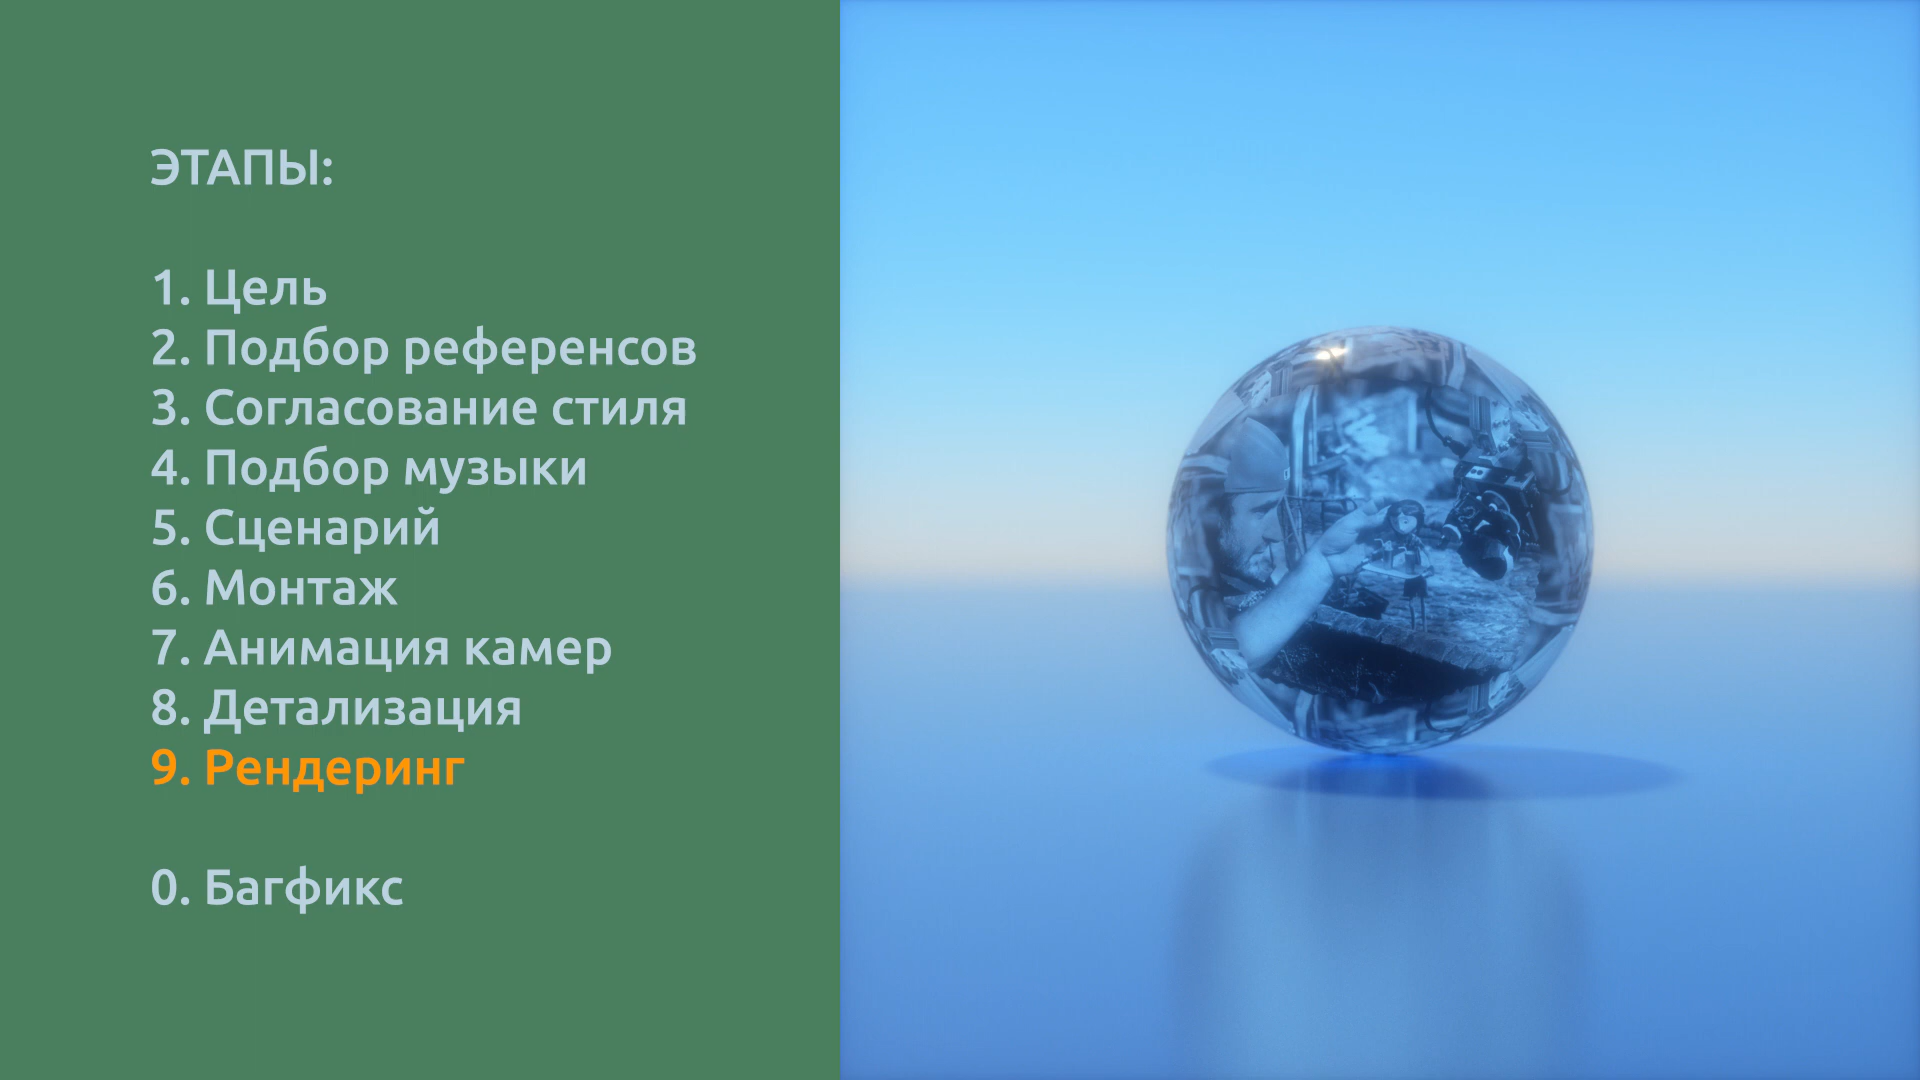 ЭТАПЫ:
1. Цель
2. Подбор референсов
3. Согласование стиля
4. Подбор музыки
5. Сценарий
6. Монтаж
7. Анимация камер
8. Детализация
9. Рендеринг
0. Багфикс